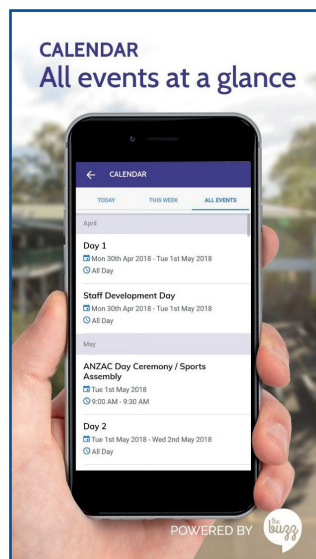 CALENDAR
All events at a glance
CALENDAR
TODAY THIS WEEK ALL EVENTS
April
Day 1
Mon 30th Apr 2018 - Tue 1st May 2018
All Day
Staff Development Day
Mon 30th Apr 2018 - Tue 1st May 2018
All Day
May
ANZAC Day Ceremony / Sports
Assembly
Tue 1st May 2018
9:00 AM - 9:30 AM
Day 2
Tue 1st May 2018 - Wed 2nd May 2018
All Day
POWERED BY
the
buzz